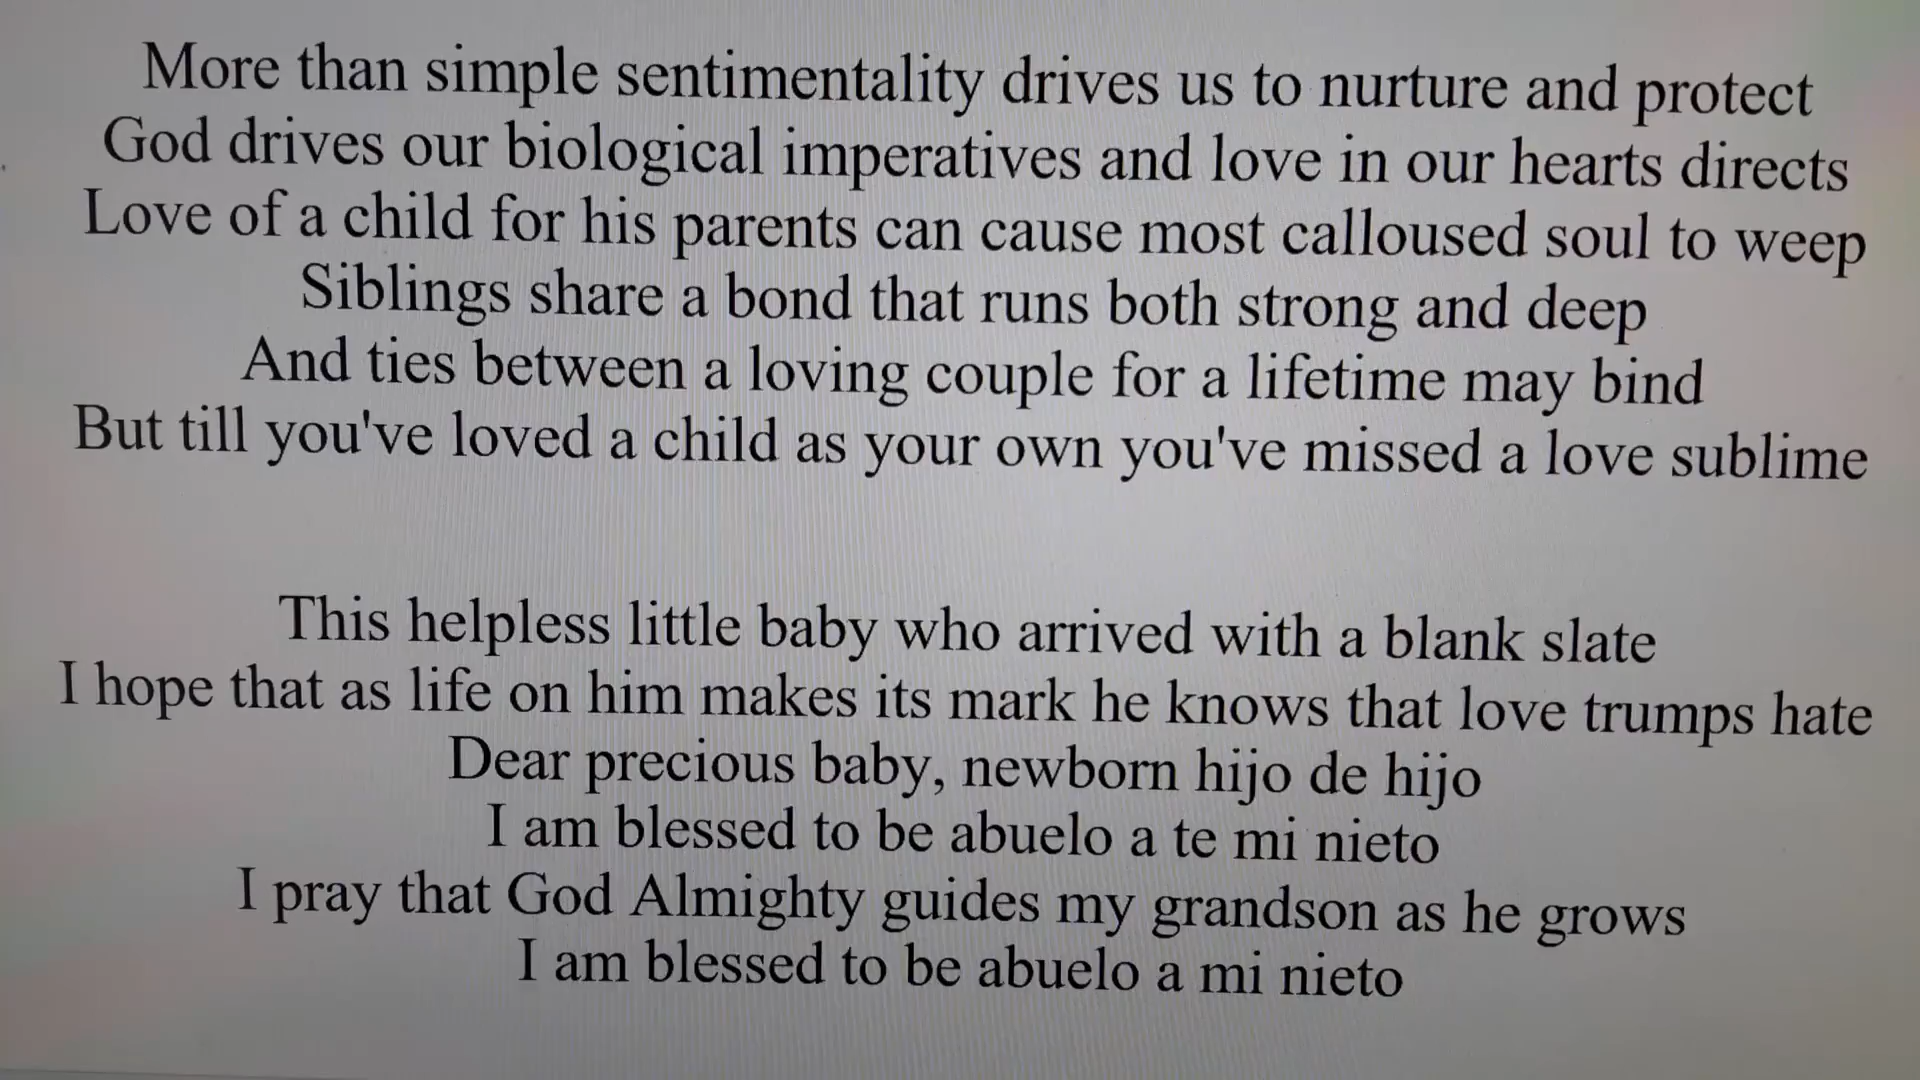 More than simple sentimentality drives us to nurture and protect
God drives our biological imperatives and love in our hearts directs
Love of a child for his parents can cause most calloused soul to weep
Siblings share a bond that runs both strong and deep
And ties between a loving couple for a lifetime may bind
But till you've loved a child as your own you've missed a love sublime
This helpless little baby who arrived with a blank slate
I hope that as life on him makes its mark he knows that love trumps hate
Dear precious baby, newborn hijo de hijo
I am blessed to be abuelo a te mi nieto
I pray that God Almighty guides my grandson as he grows
I am blessed to be abuelo a mi nieto